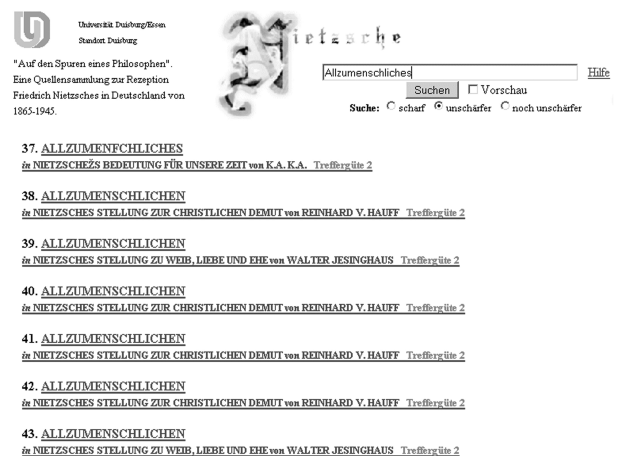 Universität Duisburg/Essen
Standort Duisburg
Nietzsche
"Auf den Spuren eines Philosophen".
Eine Quellensammlung zur Rezeption
Friedrich Nietzsches in Deutschland von
1865-1945.
Allzumenschliches Hilfe
Suchen Vorschau
Suche: scharf unschärfer noch unschärfer
37. ALLZUMENFCHLICHES
in NIETZSCHEŽS BEDEUTUNG FÜR UNSERE ZEIT von K.A. K.A. Treffergüte 2
38. ALLZUMENSCHLICHEN
in NIETZSCHES STELLUNG ZUR CHRISTLICHEN DEMUT von REINHARD V. HAUFF Treffergüte 2
39. ALLZUMENSCHLICHEN
in NIETZSCHES STELLUNG ZU WEIB, LIEBE UND EHE von WALTER JESINGHAUS Treffergüte 2
40. ALLZUMENSCHLICHEN
in NIETZSCHES STELLUNG ZUR CHRISTLICHEN DEMUT von REINHARD V. HAUFF Treffergüte 2
41. ALLZUMENSCHLICHEN
in NIETZSCHES STELLUNG ZUR CHRISTLICHEN DEMUT von REINHARD V. HAUFF Treffergüte 2
42. ALLZUMENSCHLICHEN
in NIETZSCHES STELLUNG ZUR CHRISTLICHEN DEMUT von REINHARD V. HAUFF Treffergüte 2
43. ALLZUMENSCHLICHEN
in NIETZSCHES STELLUNG ZU WEIB, LIEBE UND EHE von WALTER JESINGHAUS Treffergüte 2